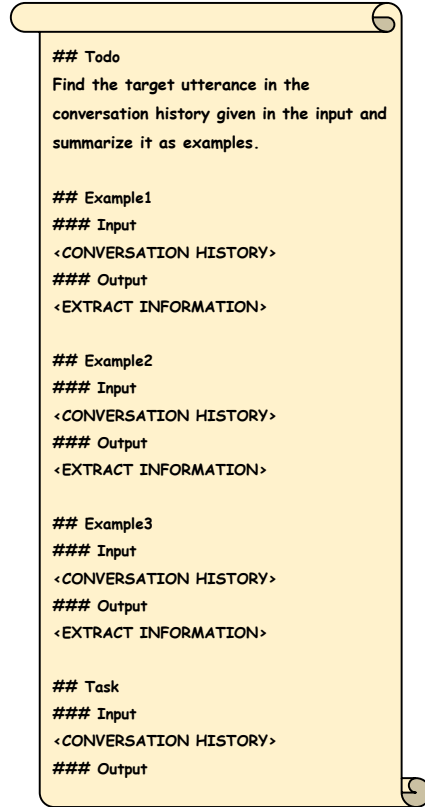 ## Todo
Find the target utterance in the
conversation history given in the input and
summarize it as examples.
## Example1
### Input
<CONVERSATION HISTORY>
### Output
<EXTRACT INFORMATION>
## Example2
### Input
<CONVERSATION HISTORY>
### Output
<EXTRACT INFORMATION>
## Example3
### Input
<CONVERSATION HISTORY>
### Output
<EXTRACT INFORMATION>
## Task
### Input
<CONVERSATION HISTORY>
### Output